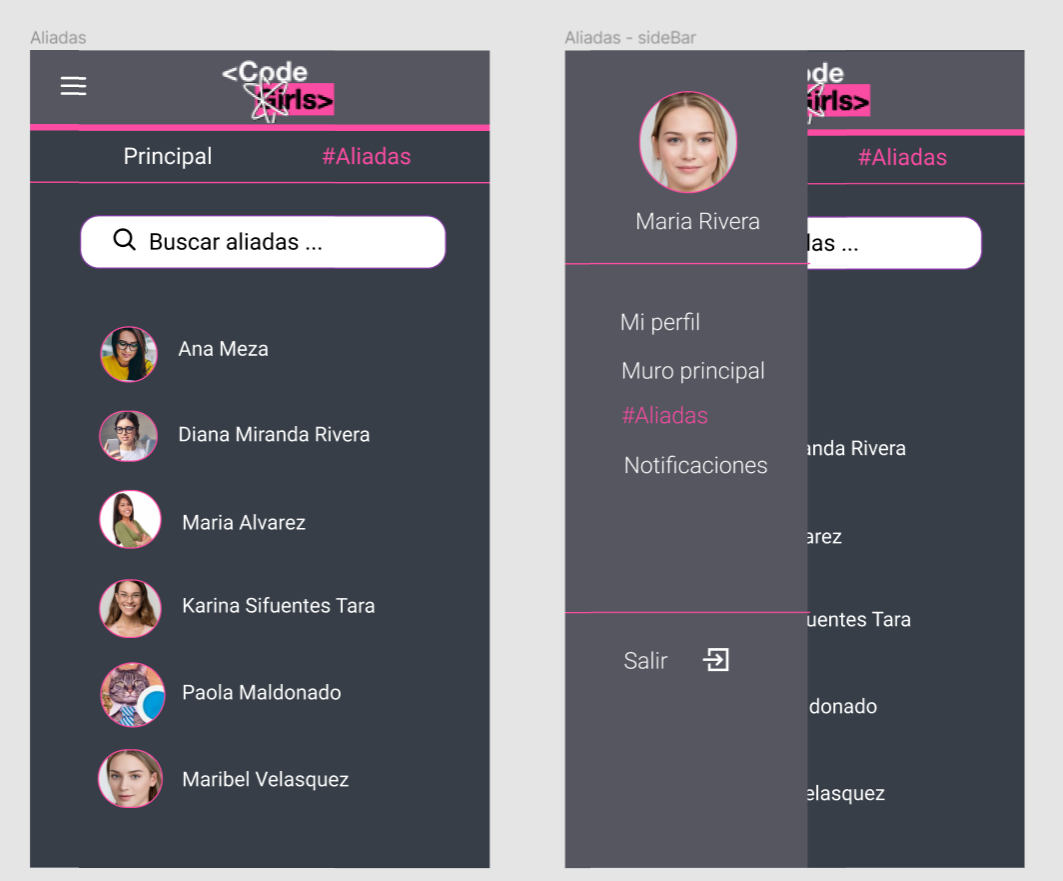 Aliadas
<Code
Girls>
Principal
#Aliadas
Buscar aliadas ...
Ana Meza
Diana Miranda Rivera
Maria Alvarez
Karina Sifuentes Tara
Paola Maldonado
Maribel Velasquez
Aliadas - sideBar
Maria Rivera
Mi perfil
Muro principal
#Aliadas
Notificaciones
Salir
ode
Girls>
#Aliadas
las ...
anda Rivera
arez
uentes Tara
donado
elasquez